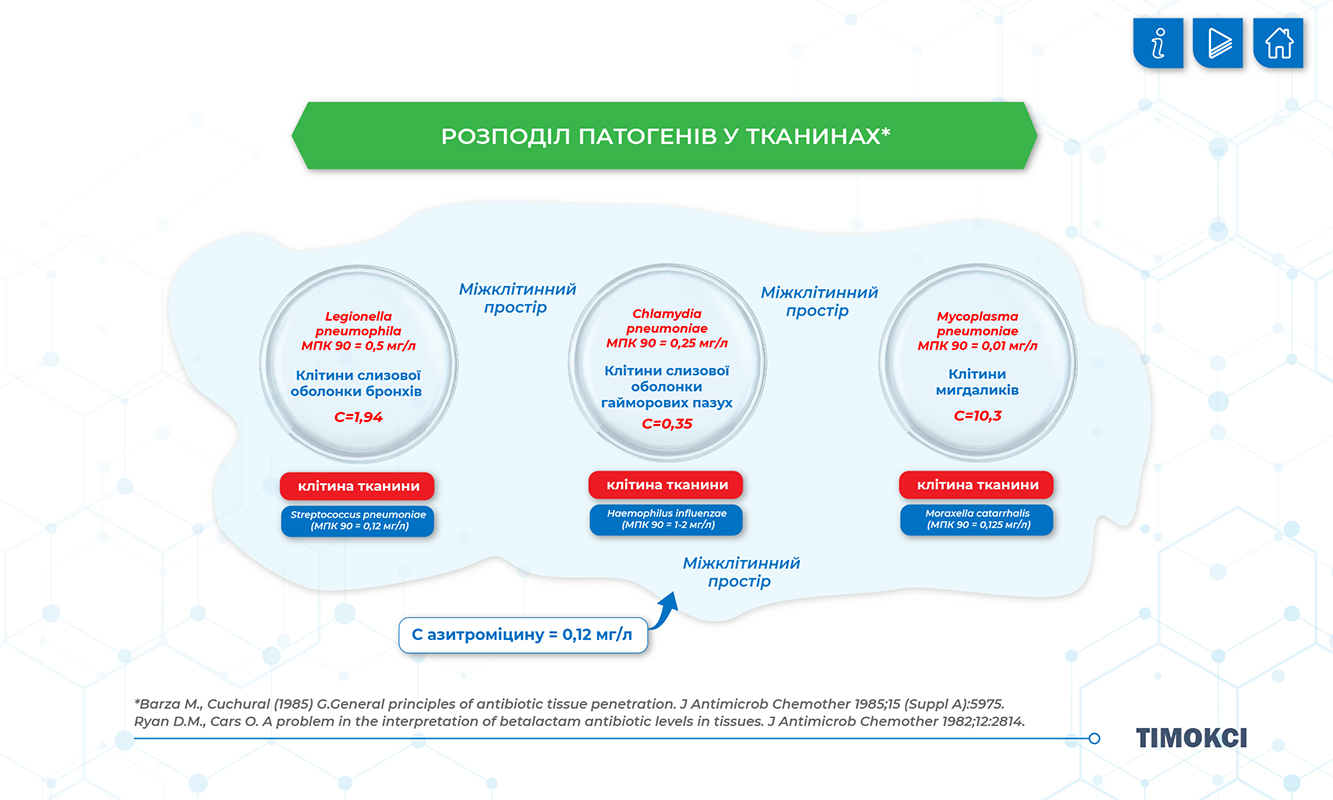 РОЗПОДІЛ ПАТОГЕНІВ У ТКАНИНАХ*
Міжклітинний
простір
Міжклітинний
простір
Legionella
pneumophila
МПК 90 = 0,5 мг/л
Клітини слизової
оболонки бронхів
С=1,94
Chlamydia
pneumoniae
МПК 90 = 0,25 мг/л
Клітини слизової
оболонки
гайморових пазух
С=0,35
Mycoplasma
pneumoniae
МПК 90 = 0,01 мг/л
Клітини
мигдаликів
С=10,3
клітина тканини
Streptococcus pneumoniae
(МПК 90 = 0,12 мг/л)
клітина тканини
Haemophilus influenzae
(МПК 90 = 1-2 мг/л)
клітина тканини
Moraxella catarrhalis
(МПК 90 = 0,125 мг/л)
Міжклітинний
простір
С азитроміцину = 0,12 мг/л
*Barza M., Cuchural (1985) G.General principles of antibiotic tissue penetration. J Antimicrob Chemother 1985;15 (Suppl A):5975.
Ryan D.M., Cars O. A problem in the interpretation of betalactam antibiotic levels in tissues. J Antimicrob Chemother 1982;12:2814.
ТІМОКСІ